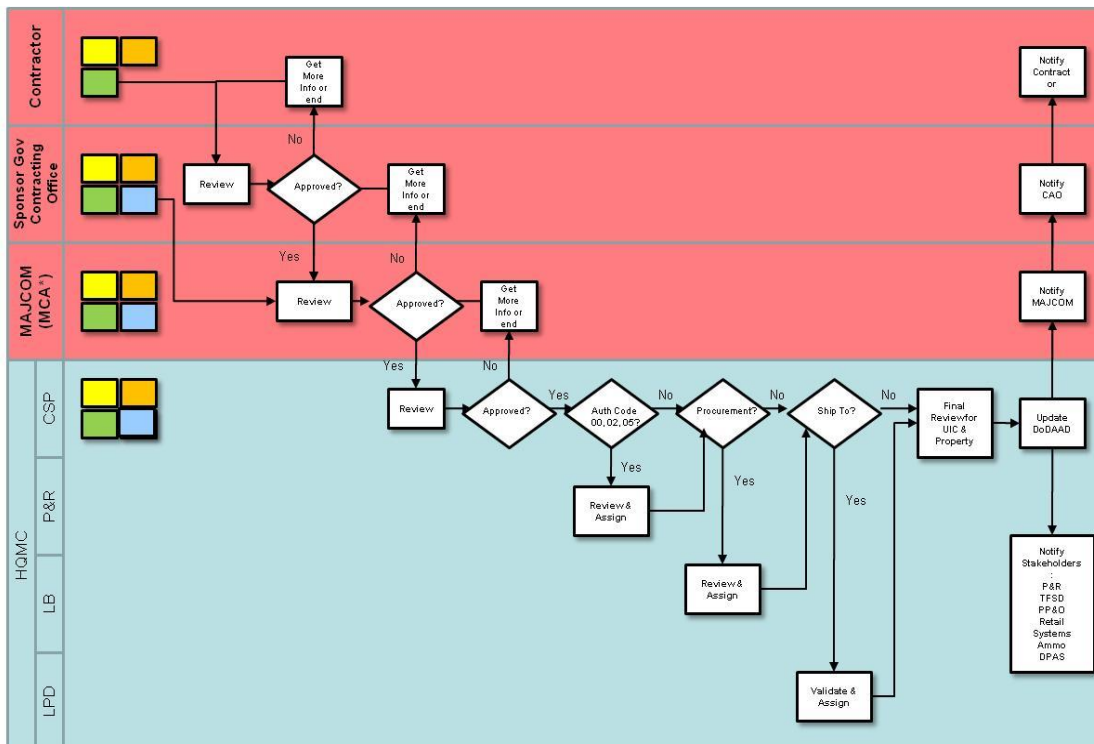 Contractor
Get
More
Info or
end
Notify
Contract
or
No
Sponsor Gov
Contracting
Office
Review
Approved?
Get
More
Info or
end
Notify
CAO
Yes
No
MAJCOM
(MCA*)
Review
Approved?
Get
More
Info or
end
Notify
MAJCOM
Yes
No
HQMC
CSP
Review
Approved?
Yes
Auth Code
00, 02, 05?
No
Procurement?
No
Ship To?
No
Final
Review for
UIC &
Property
Update
DoDAAD
Yes
Yes
Yes
P&R
Review &
Assign
LB
Review &
Assign
Notify
Stakeholders
:
P&R
TFSD
PP&O
Retail
Systems
Ammo
DPAS
LPD
Validate &
Assign